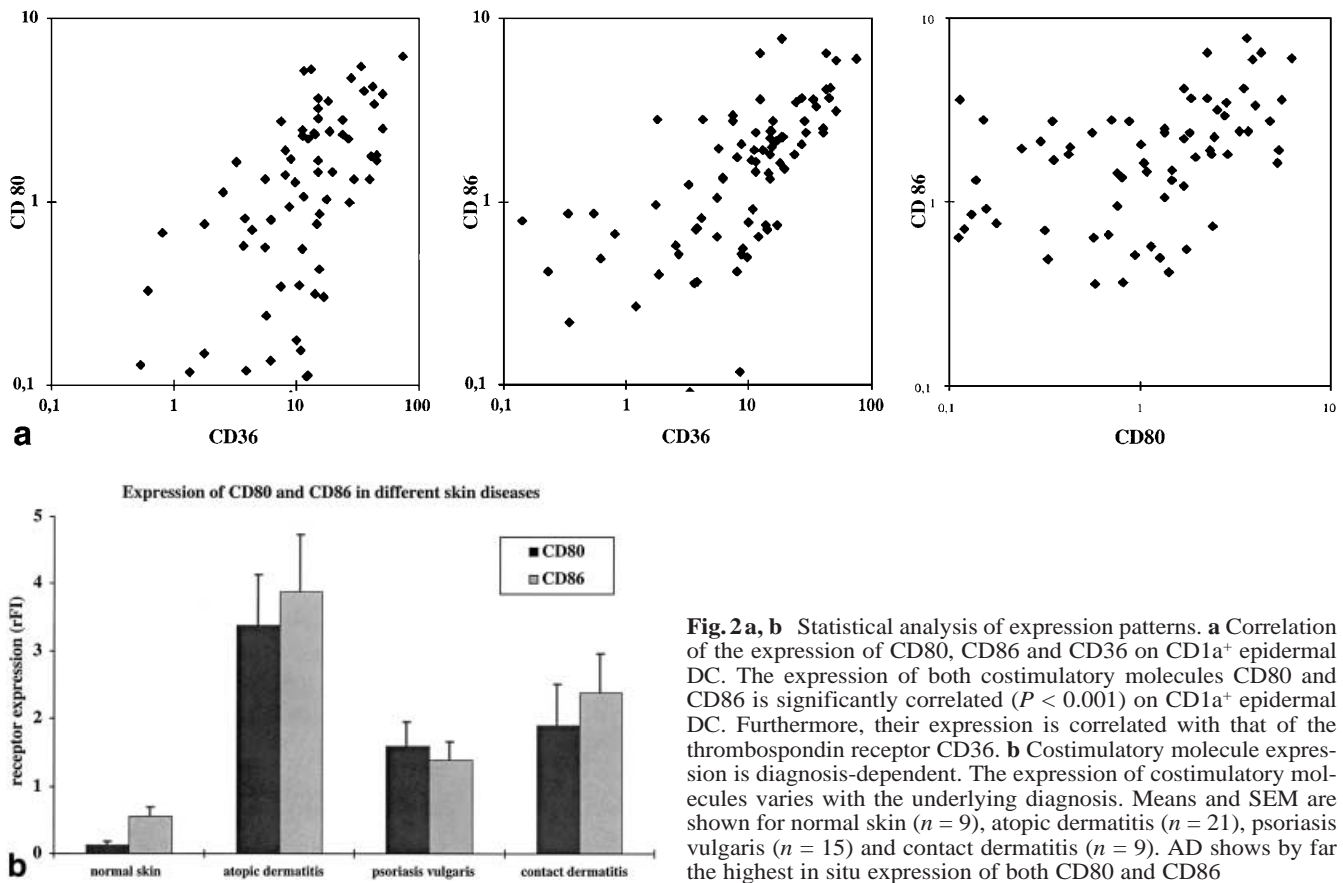 10
1
0,1
CD 80
0,1
1
10
100
CD36
10
1
0,1
CD 86
0,1
1
10
100
CD36
10
1
0,1
CD 86
0,1
1
10
CD80
a
Expression of CD80 and CD86 in different skin diseases
5
4
3
2
1
0
receptor expression (rFI)
CD80
CD86
normal skin
atopic dermatitis
psoriasis vulgaris
contact dermatitis
b
Fig. 2 a, b Statistical analysis of expression patterns. a Correlation
of the expression of CD80, CD86 and CD36 on CD1a+ epidermal
DC. The expression of both costimulatory molecules CD80 and
CD86 is significantly correlated (P < 0.001) on CD1a+ epidermal
DC. Furthermore, their expression is correlated with that of the
thrombospondin receptor CD36. b Costimulatory molecule expres-
sion is diagnosis-dependent. The expression of costimulatory mol-
ecules varies with the underlying diagnosis. Means and SEM are
shown for normal skin (n = 9), atopic dermatitis (n = 21), psoriasis
vulgaris (n = 15) and contact dermatitis (n = 9). AD shows by far
the highest in situ expression of both CD80 and CD86